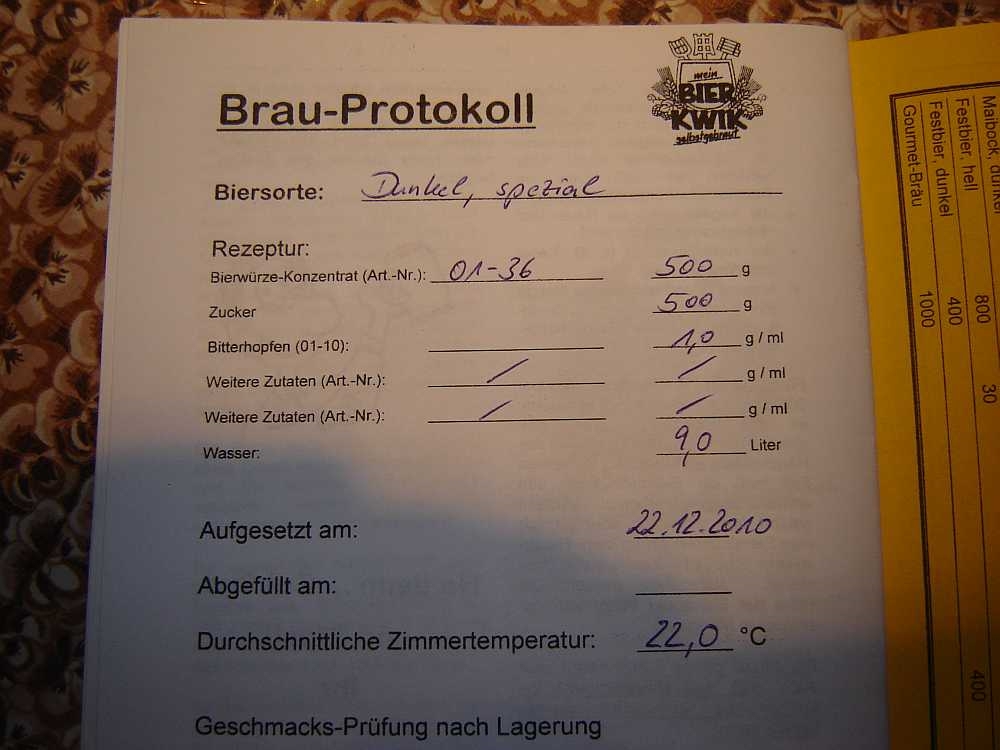 mein
BIER
KWIK
selbstgebraut
Brau-Protokoll
Biersorte: Dunkel, spezial
Rezeptur:
Bierwürze-Konzentrat (Art.-Nr.): 01-36 500 g
Zucker 500 g
Bitterhopfen (01-10): 1,0 g / ml
Weitere Zutaten (Art.-Nr.): / / g / ml
Weitere Zutaten (Art.-Nr.): / / g / ml
Wasser: 9,0 Liter
Aufgesetzt am: 22.12.2010
Abgefüllt am:
Durchschnittliche Zimmertemperatur: 22,0 °C
Geschmacks-Prüfung nach Lagerung
Maibock, dunkel 30
Festbier, hell 800 400
Festbier, dunkel 400
Gourmet-Bräu 1000